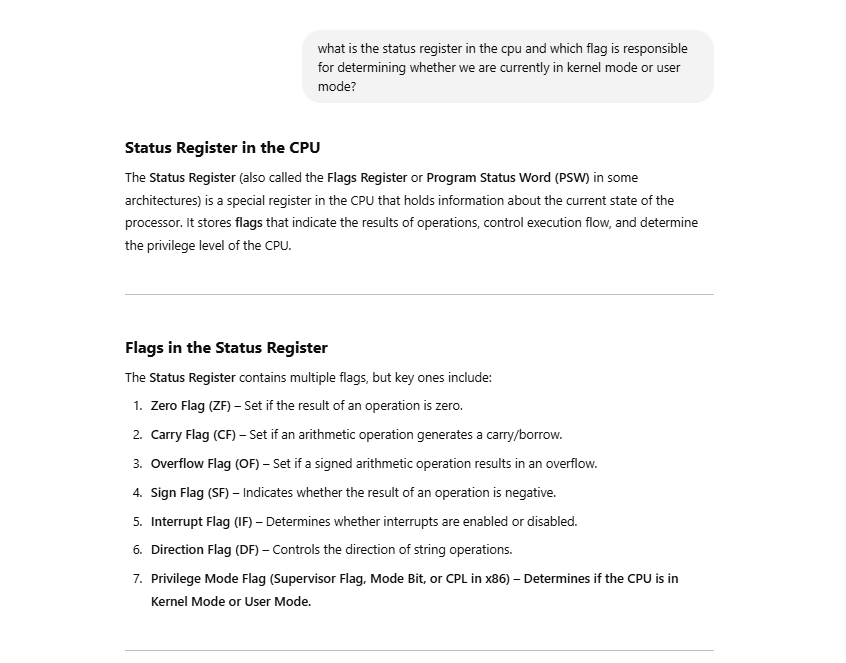 what is the status register in the cpu and which flag is responsible
for determining whether we are currently in kernel mode or user
mode?
Status Register in the CPU
The Status Register (also called the Flags Register or Program Status Word (PSW) in some
architectures) is a special register in the CPU that holds information about the current state of the
processor. It stores flags that indicate the results of operations, control execution flow, and determine
the privilege level of the CPU.
Flags in the Status Register
The Status Register contains multiple flags, but key ones include:
1. Zero Flag (ZF) – Set if the result of an operation is zero.
2. Carry Flag (CF) – Set if an arithmetic operation generates a carry/borrow.
3. Overflow Flag (OF) – Set if a signed arithmetic operation results in an overflow.
4. Sign Flag (SF) – Indicates whether the result of an operation is negative.
5. Interrupt Flag (IF) – Determines whether interrupts are enabled or disabled.
6. Direction Flag (DF) – Controls the direction of string operations.
7. Privilege Mode Flag (Supervisor Flag, Mode Bit, or CPL in x86) – Determines if the CPU is in
Kernel Mode or User Mode.